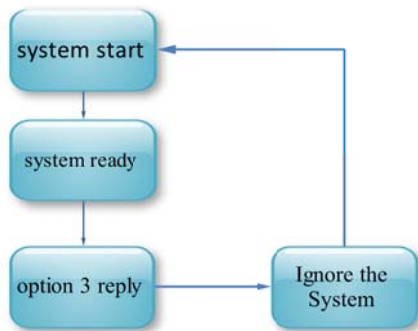 system start
system ready
option 3 reply
Ignore the
System